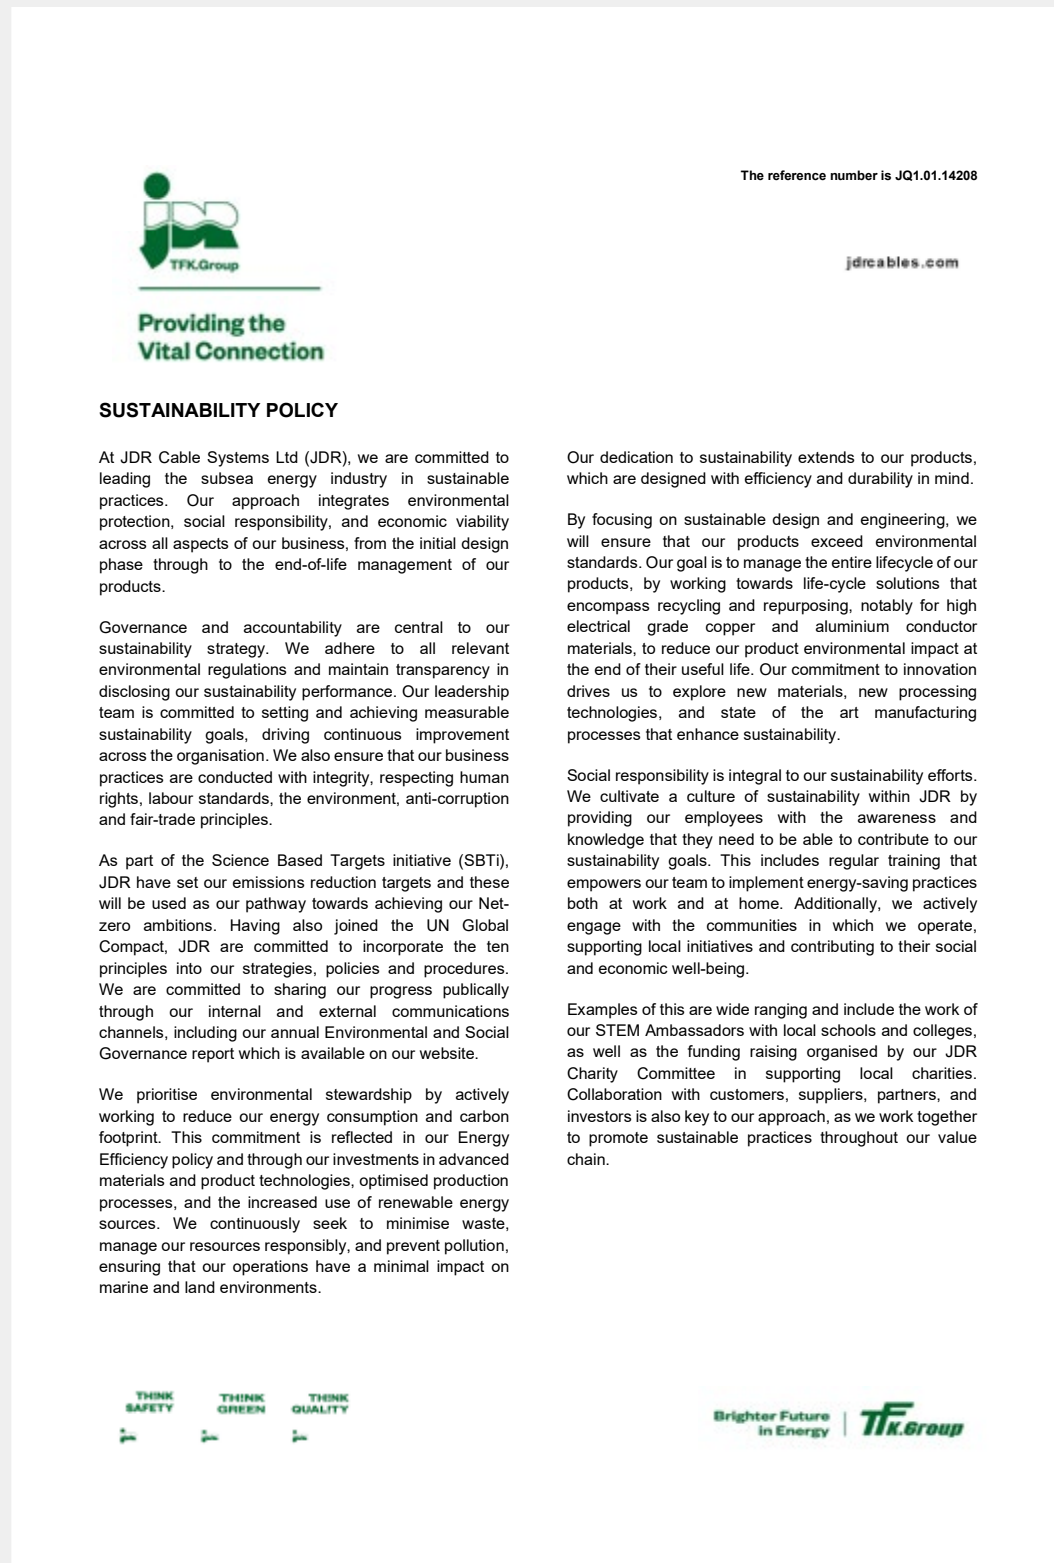 The reference number is JQ1.01.14208
JDR
TFK.Group
jdrcables.com
Providing the
Vital Connection
SUSTAINABILITY POLICY
At JDR Cable Systems Ltd (JDR), we are committed to
leading the subsea energy industry in sustainable
practices. Our approach integrates environmental
protection, social responsibility, and economic viability
across all aspects of our business, from the initial design
phase through to the end-of-life management of our
products.
Governance and accountability are central to our
sustainability strategy. We adhere to all relevant
environmental regulations and maintain transparency in
disclosing our sustainability performance. Our leadership
team is committed to setting and achieving measurable
sustainability goals, driving continuous improvement
across the organisation. We also ensure that our business
practices are conducted with integrity, respecting human
rights, labour standards, the environment, anti-corruption
and fair-trade principles.
As part of the Science Based Targets initiative (SBTi),
JDR have set our emissions reduction targets and these
will be used as our pathway towards achieving our Net-
zero ambitions. Having also joined the UN Global
Compact, JDR are committed to incorporate the ten
principles into our strategies, policies and procedures.
We are committed to sharing our progress publically
through our internal and external communications
channels, including our annual Environmental and Social
Governance report which is available on our website.
We prioritise environmental stewardship by actively
working to reduce our energy consumption and carbon
footprint. This commitment is reflected in our Energy
Efficiency policy and through our investments in advanced
materials and product technologies, optimised production
processes, and the increased use of renewable energy
sources. We continuously seek to minimise waste,
manage our resources responsibly, and prevent pollution,
ensuring that our operations have a minimal impact on
marine and land environments.
Our dedication to sustainability extends to our products,
which are designed with efficiency and durability in mind.
By focusing on sustainable design and engineering, we
will ensure that our products exceed environmental
standards. Our goal is to manage the entire lifecycle of our
products, by working towards life-cycle solutions that
encompass recycling and repurposing, notably for high
electrical grade copper and aluminium conductor
materials, to reduce our product environmental impact at
the end of their useful life. Our commitment to innovation
drives us to explore new materials, new processing
technologies, and state of the art manufacturing
processes that enhance sustainability.
Social responsibility is integral to our sustainability efforts.
We cultivate a culture of sustainability within JDR by
providing our employees with the awareness and
knowledge that they need to be able to contribute to our
sustainability goals. This includes regular training that
empowers our team to implement energy-saving practices
both at work and at home. Additionally, we actively
engage with the communities in which we operate,
supporting local initiatives and contributing to their social
and economic well-being.
Examples of this are wide ranging and include the work of
our STEM Ambassadors with local schools and colleges,
as well as the funding raising organised by our JDR
Charity Committee in supporting local charities.
Collaboration with customers, suppliers, partners, and
investors is also key to our approach, as we work together
to promote sustainable practices throughout our value
chain.
THINK
SAFETY
THINK
GREEN
THINK
QUALITY
Brighter Future
in Energy
TFK.Group